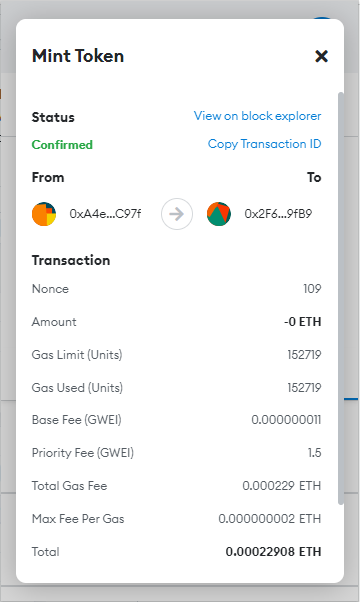 Mint Token
Status View on block explorer
Confirmed Copy Transaction ID
From To
0xA4e...C97f 0x2F6...9fB9
Transaction
Nonce 109
Amount -0 ETH
Gas Limit (Units) 152719
Gas Used (Units) 152719
Base Fee (GWEI) 0.000000011
Priority Fee (GWEI) 1.5
Total Gas Fee 0.000229 ETH
Max Fee Per Gas 0.000000002 ETH
Total 0.00022908 ETH